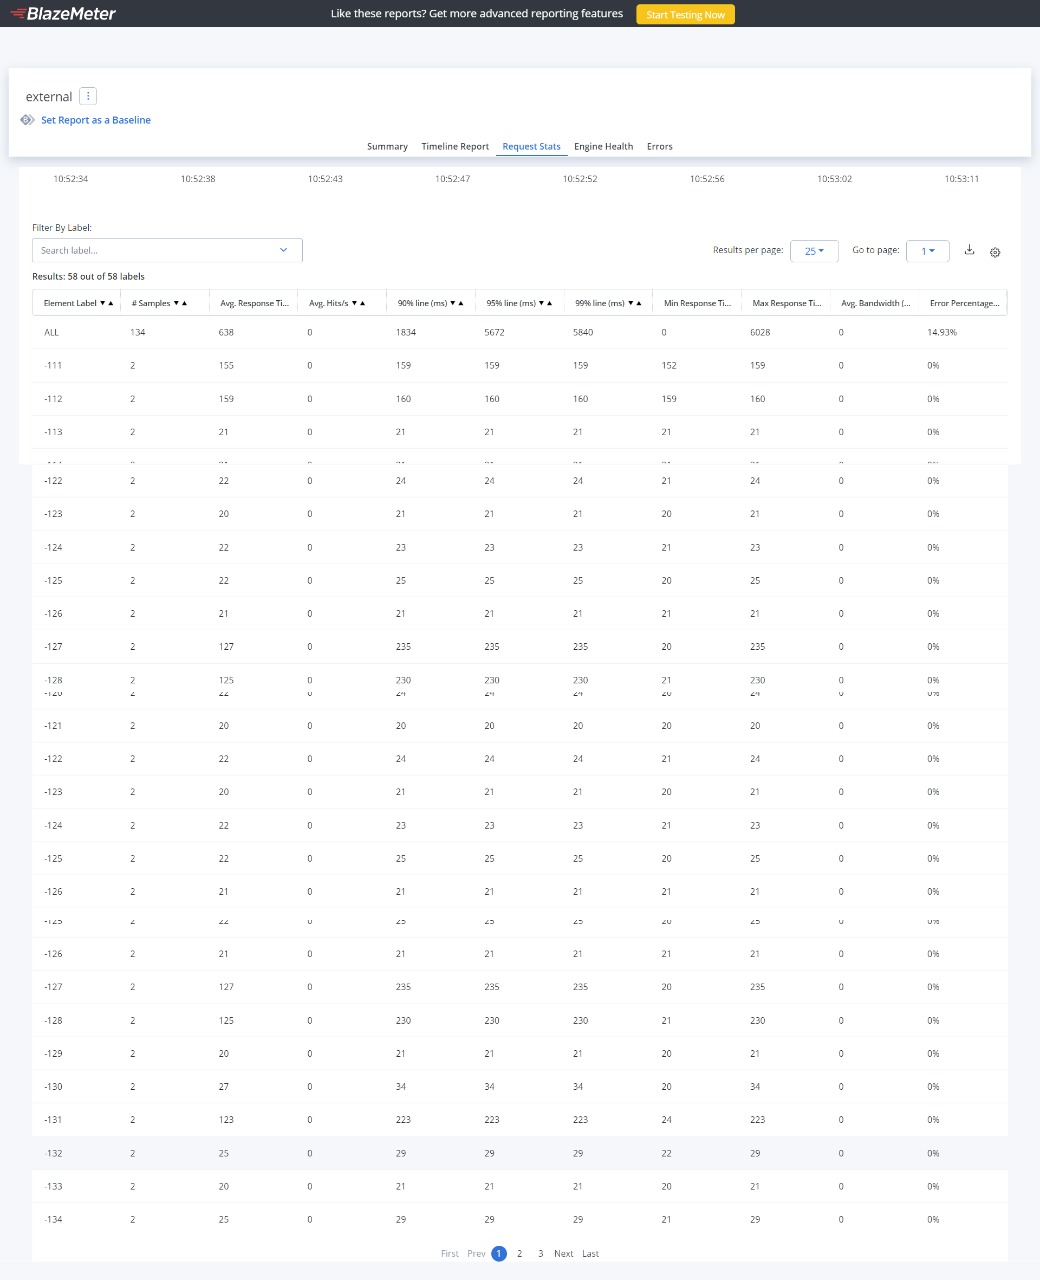 BlazeMeter Like these reports? Get more advanced reporting features Start Testing Now
external
Set Report as a Baseline
Summary Timeline Report Request Stats Engine Health Errors
10:52:34 10:52:38 10:52:43 10:52:47 10:52:52 10:52:56 10:53:02 10:53:11
Filter By Label:
Search label... Results per page: 25 Go to page: 1
Results: 58 out of 58 labels
Element Label # Samples Avg. Response Ti... Avg. Hits/s 90% line (ms) 95% line (ms) 99% line (ms) Min Response Ti... Max Response Ti... Avg. Bandwidth (... Error Percentage...
ALL 134 638 0 1834 5672 5840 0 6028 0 14.93%
-111 2 155 0 159 159 159 152 159 0 0%
-112 2 159 0 160 160 160 159 160 0 0%
-113 2 21 0 21 21 21 21 21 0 0%
-122 2 22 0 24 24 24 21 24 0 0%
-123 2 20 0 21 21 21 20 21 0 0%
-124 2 22 0 23 23 23 21 23 0 0%
-125 2 22 0 25 25 25 20 25 0 0%
-126 2 21 0 21 21 21 21 21 0 0%
-127 2 127 0 235 235 235 20 235 0 0%
-128 2 125 0 230 230 230 21 230 0 0%
-121 2 20 0 20 20 20 20 20 0 0%
-122 2 22 0 24 24 24 21 24 0 0%
-123 2 20 0 21 21 21 20 21 0 0%
-124 2 22 0 23 23 23 21 23 0 0%
-125 2 22 0 25 25 25 20 25 0 0%
-126 2 21 0 21 21 21 21 21 0 0%
-125 2 22 0 25 25 25 20 25 0 0%
-126 2 21 0 21 21 21 21 21 0 0%
-127 2 127 0 235 235 235 20 235 0 0%
-128 2 125 0 230 230 230 21 230 0 0%
-129 2 20 0 21 21 21 20 21 0 0%
-130 2 27 0 34 34 34 20 34 0 0%
-131 2 123 0 223 223 223 24 223 0 0%
-132 2 25 0 29 29 29 22 29 0 0%
-133 2 20 0 21 21 21 20 21 0 0%
-134 2 25 0 29 29 29 21 29 0 0%
First Prev 1 2 3 Next Last